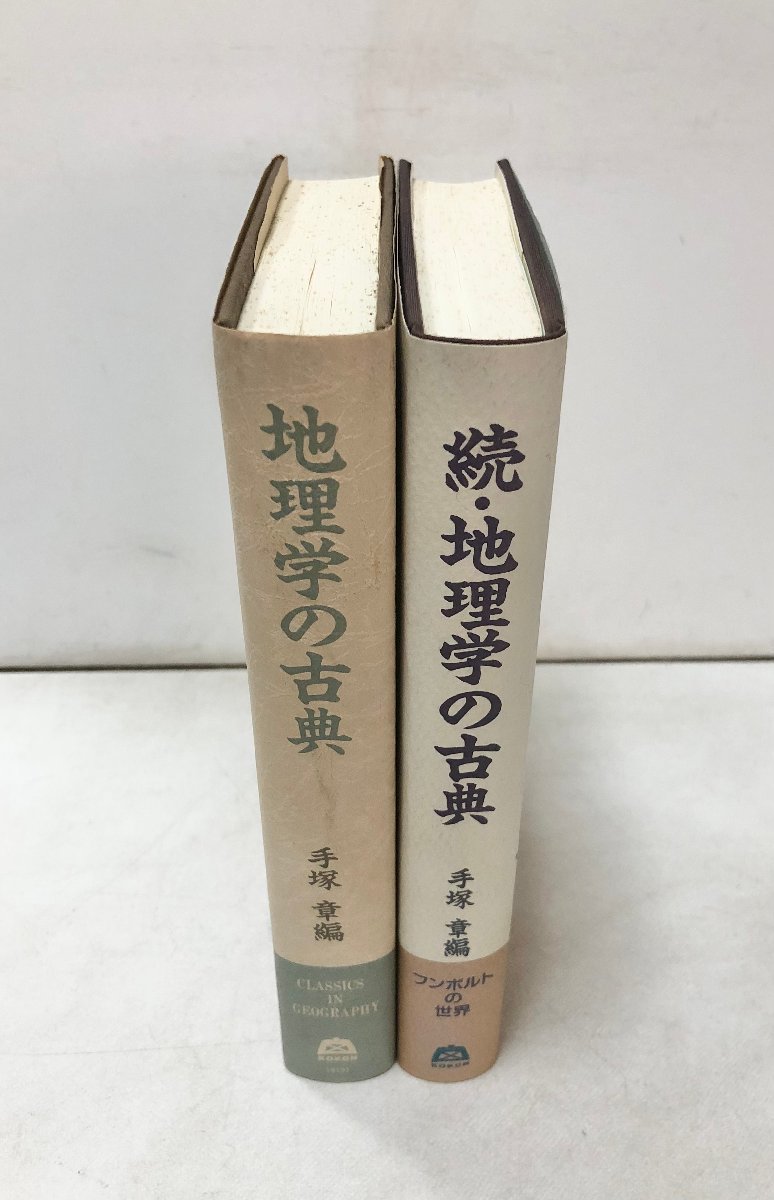 地理学の古典
手塚 章編
CLASSICS
IN
GEOGRAPHY
KOKON
続・地理学の古典
手塚 章編
フンボルト
の
世界
KOKON